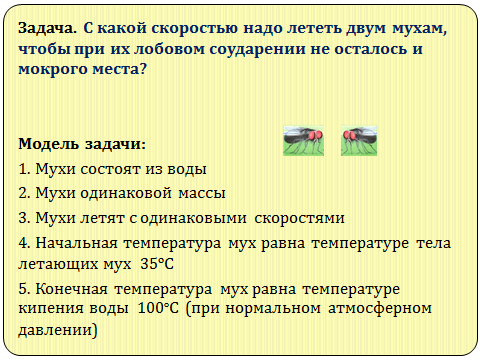 Задача. С какой скоростью надо лететь двум мухам,
чтобы при их лобовом соударении не осталось и
мокрого места?
Модель задачи:
1. Мухи состоят из воды
2. Мухи одинаковой массы
3. Мухи летят с одинаковыми скоростями
4. Начальная температура мух равна температуре тела
летающих мух 35°С
5. Конечная температура мух равна температуре
кипения воды 100°С (при нормальном атмосферном
давлении)